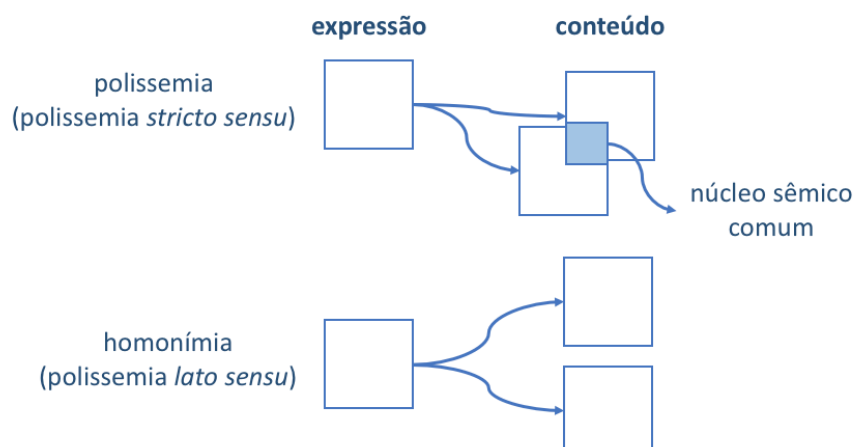 expressão conteúdo
polissemia
(polissemia stricto sensu)
núcleo sêmico
comum
homonímia
(polissemia lato sensu)